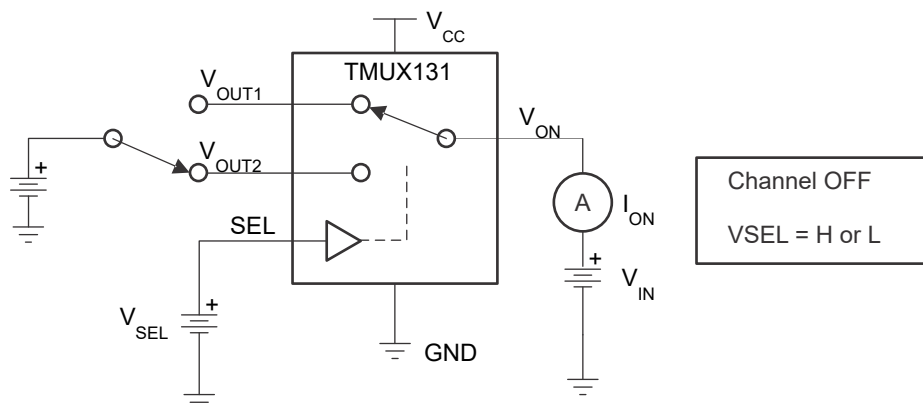 VCC
TMUX131
VOUT1
VON
VOUT2
+
Channel OFF
A
ION
SEL
VSEL = H or L
+
VIN
+
VSEL
GND